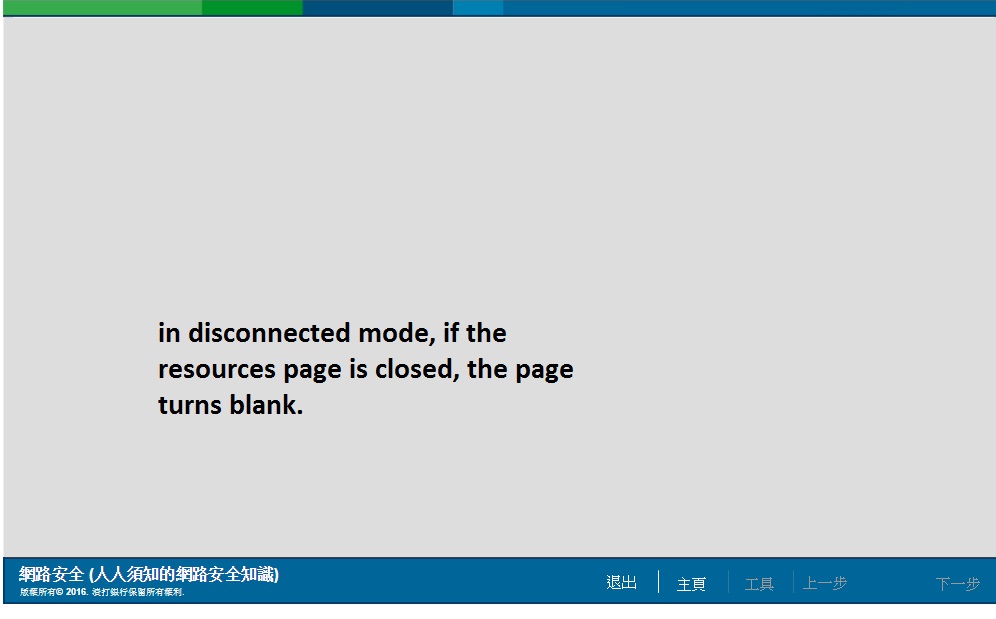 in disconnected mode, if the
resources page is closed, the page
turns blank.
網路安全 (人人須知的網路安全知識)
版權所有© 2016. 渣打銀行保留所有權利.
退出 主頁 工具 上一步 下一步